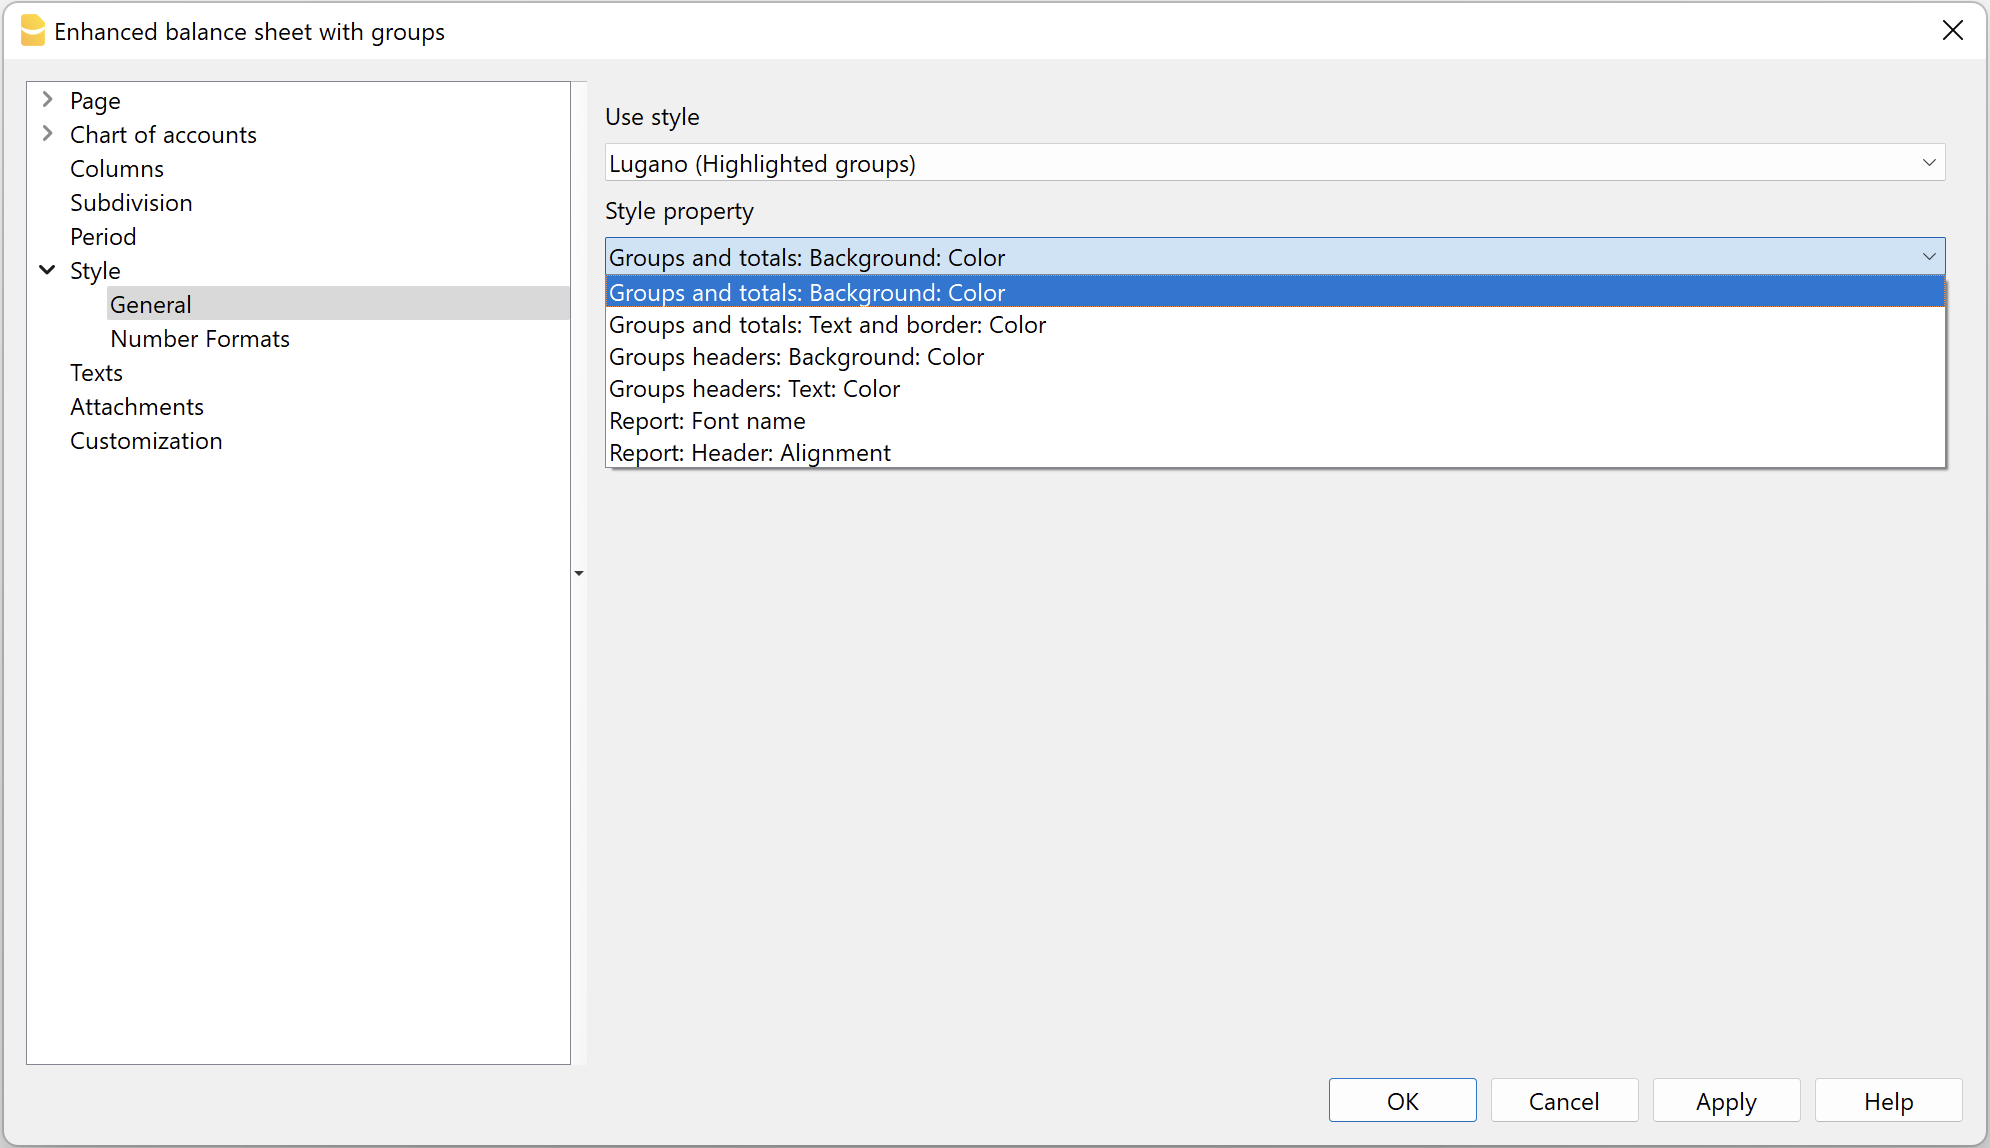 Enhanced balance sheet with groups
Page
Chart of accounts
Columns
Subdivision
Period
Style
General
Number Formats
Texts
Attachments
Customization
Use style
Lugano (Highlighted groups)
Style property
Groups and totals: Background: Color
Groups and totals: Background: Color
Groups and totals: Text and border: Color
Groups headers: Background: Color
Groups headers: Text: Color
Report: Font name
Report: Header: Alignment
OK
Cancel
Apply
Help